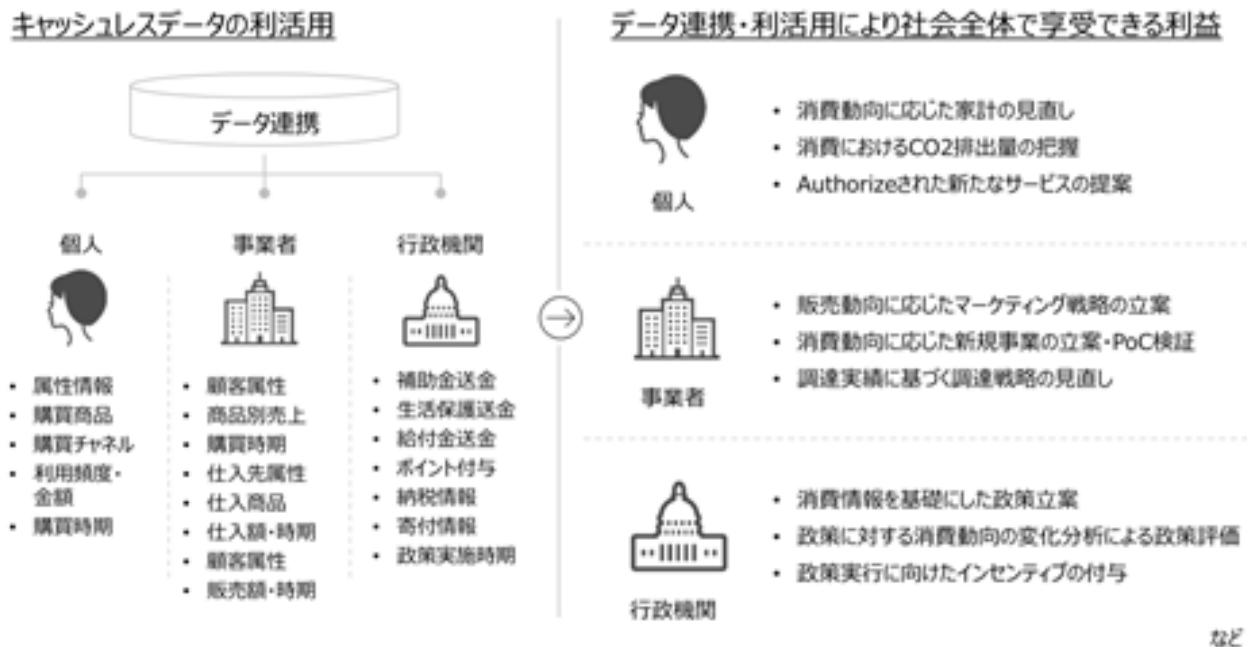 キャッシュレスデータの利活用
データ連携
個人
属性情報
購買商品
購買チャネル
利用頻度・
金額
購買時期
事業者
顧客属性
商品別売上
購買時期
仕入先属性
仕入商品
仕入額・時期
顧客属性
販売額・時期
行政機関
補助金送金
生活保護送金
給付金送金
ポイント付与
納税情報
寄付情報
政策実施時期
データ連携・利活用により社会全体で享受できる利益
個人
消費動向に応じた家計の見直し
消費におけるCO2排出量の把握
Authorizeされた新たなサービスの提案
事業者
販売動向に応じたマーケティング戦略の立案
消費動向に応じた新規事業の立案・PoC検証
調達実績に基づく調達戦略の見直し
行政機関
消費情報を基礎にした政策立案
政策に対する消費動向の変化分析による政策評価
政策実行に向けたインセンティブの付与
など